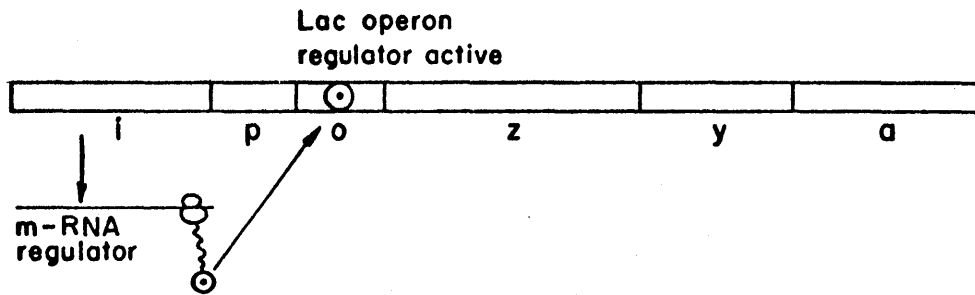 Lac operon
regulator active
i p o z y a
m-RNA
regulator